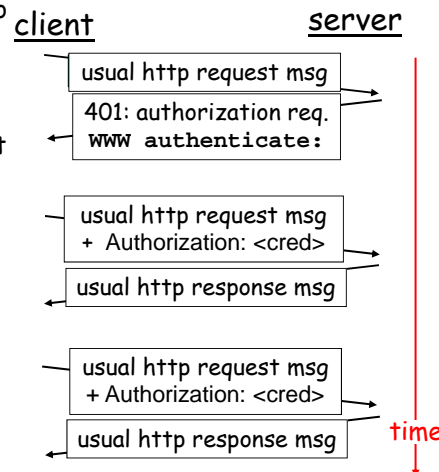 client
server
usual http request msg
401: authorization req.
WWW authenticate:
usual http request msg
+ Authorization: <cred>
usual http response msg
usual http request msg
+ Authorization: <cred>
usual http response msg
time